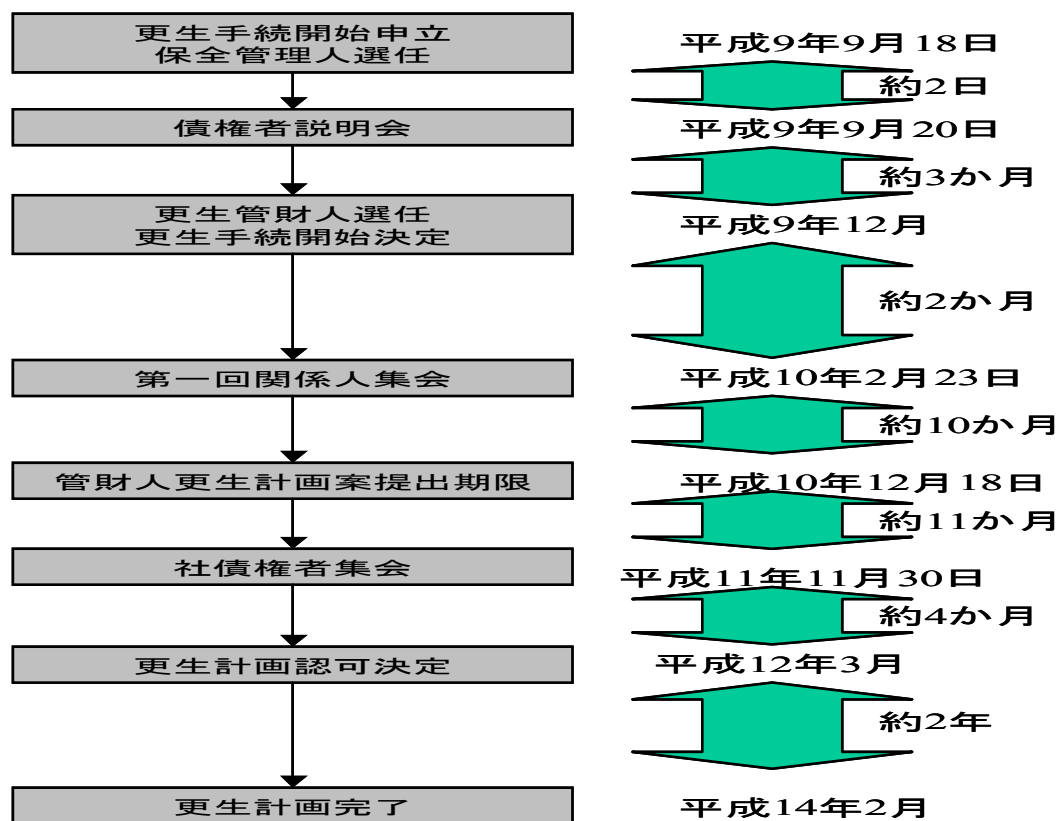 更生手続開始申立
保全管理人選任
平成9年9月18日
約2日
債権者説明会
平成9年9月20日
約3か月
更生管財人選任
更生手続開始決定
平成9年12月
約2か月
第一回関係人集会
平成10年2月23日
約10か月
管財人更生計画案提出期限
平成10年12月18日
約11か月
社債権者集会
平成11年11月30日
約4か月
更生計画認可決定
平成12年3月
約2年
更生計画完了
平成14年2月